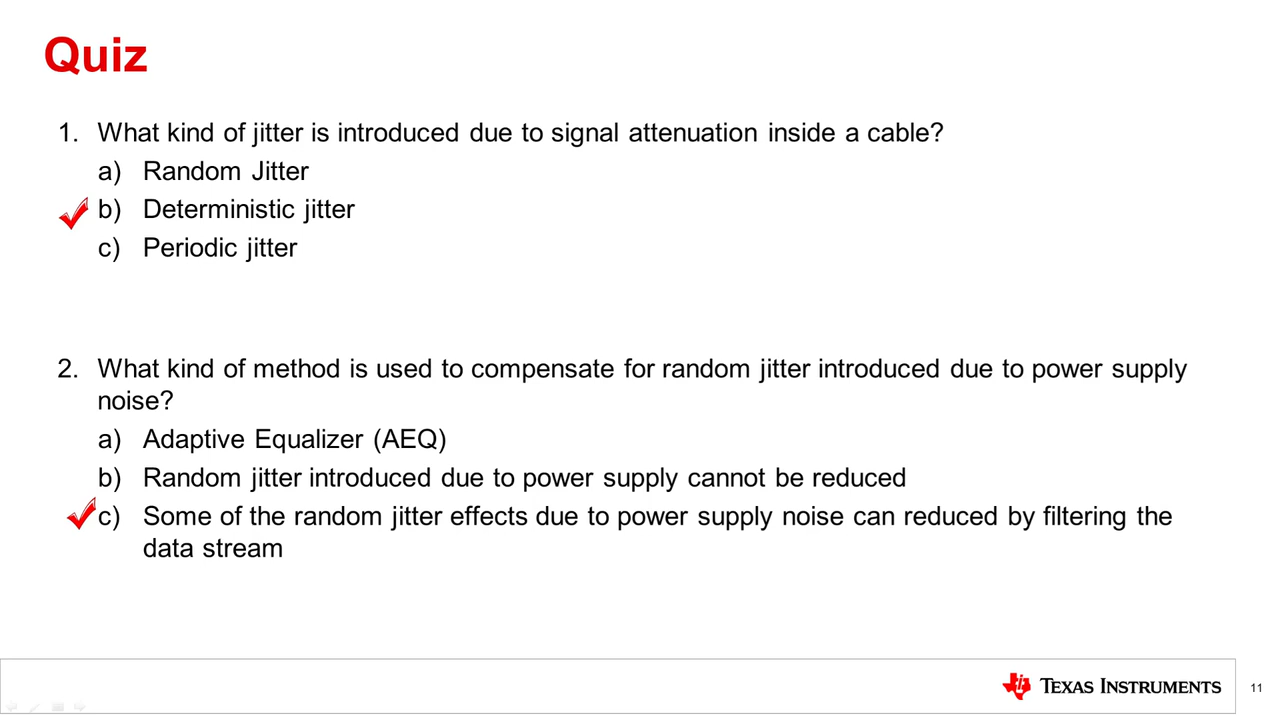 Quiz
1. What kind of jitter is introduced due to signal attenuation inside a cable?
a) Random Jitter
b) Deterministic jitter
c) Periodic jitter
2. What kind of method is used to compensate for random jitter introduced due to power supply
noise?
a) Adaptive Equalizer (AEQ)
b) Random jitter introduced due to power supply cannot be reduced
c) Some of the random jitter effects due to power supply noise can reduced by filtering the
data stream
TEXAS INSTRUMENTS
11